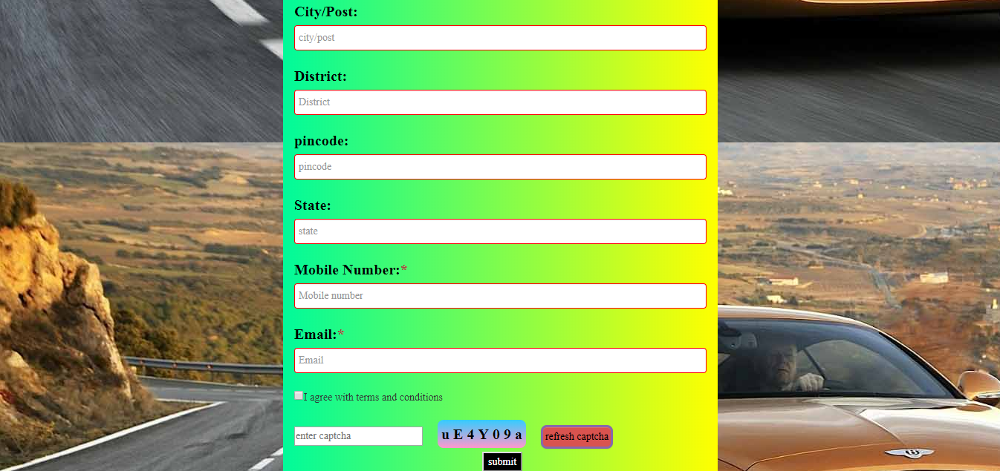 City/Post:
city/post
District:
District
pincode:
pincode
State:
state
Mobile Number:*
Mobile number
Email:*
Email
I agree with terms and conditions
enter captcha u E 4 Y 0 9 a refresh captcha
submit